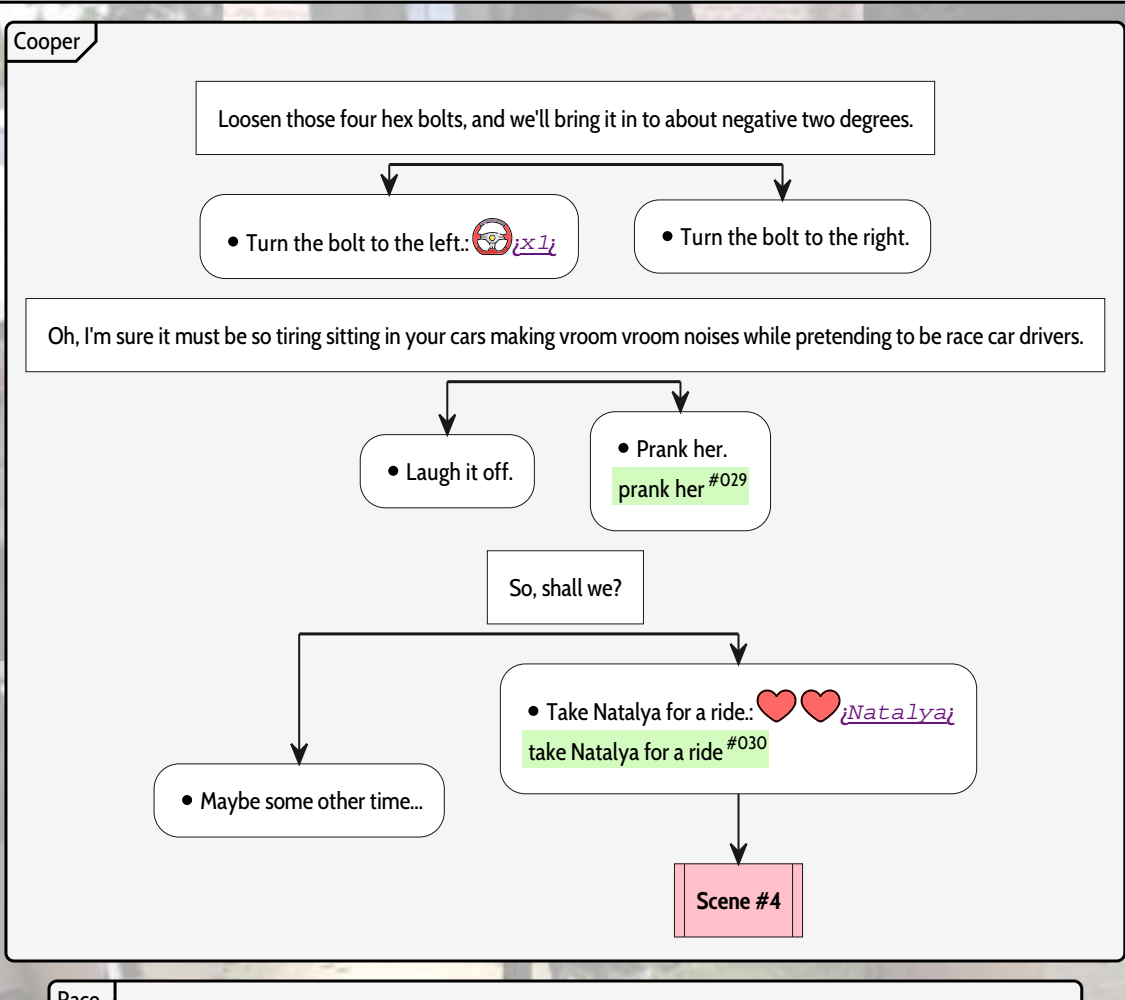 Cooper
Loosen those four hex bolts, and we'll bring it in to about negative two degrees.
• Turn the bolt to the left.: ¡x1¿
• Turn the bolt to the right.
Oh, I'm sure it must be so tiring sitting in your cars making vroom vroom noises while pretending to be race car drivers.
• Laugh it off.
• Prank her.
prank her #029
So, shall we?
• Take Natalya for a ride.: ¡Natalya¿
take Natalya for a ride #030
• Maybe some other time...
Scene #4